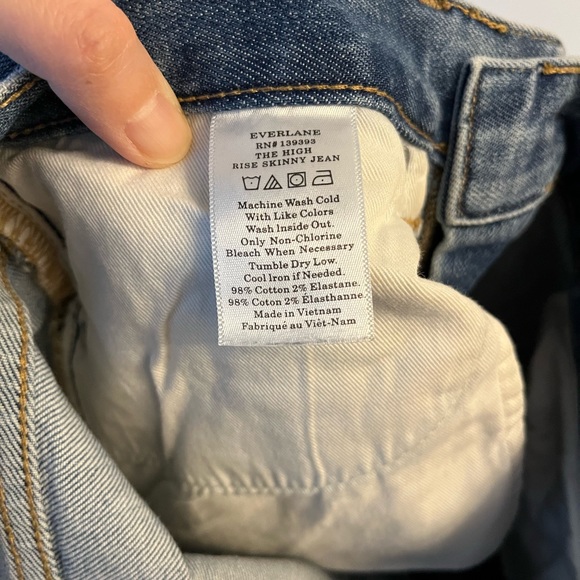 EVERLANE
RN# 139393
THE HIGH
RISE SKINNY JEAN
Machine Wash Cold
With Like Colors
Wash Inside Out.
Only Non-Chlorine
Bleach When Necessary
Tumble Dry Low.
Cool Iron if Needed.
98% Cotton 2% Elastane.
98% Cotton 2% Élasthanne.
Made in Vietnam
Fabriqué au Viêt-Nam